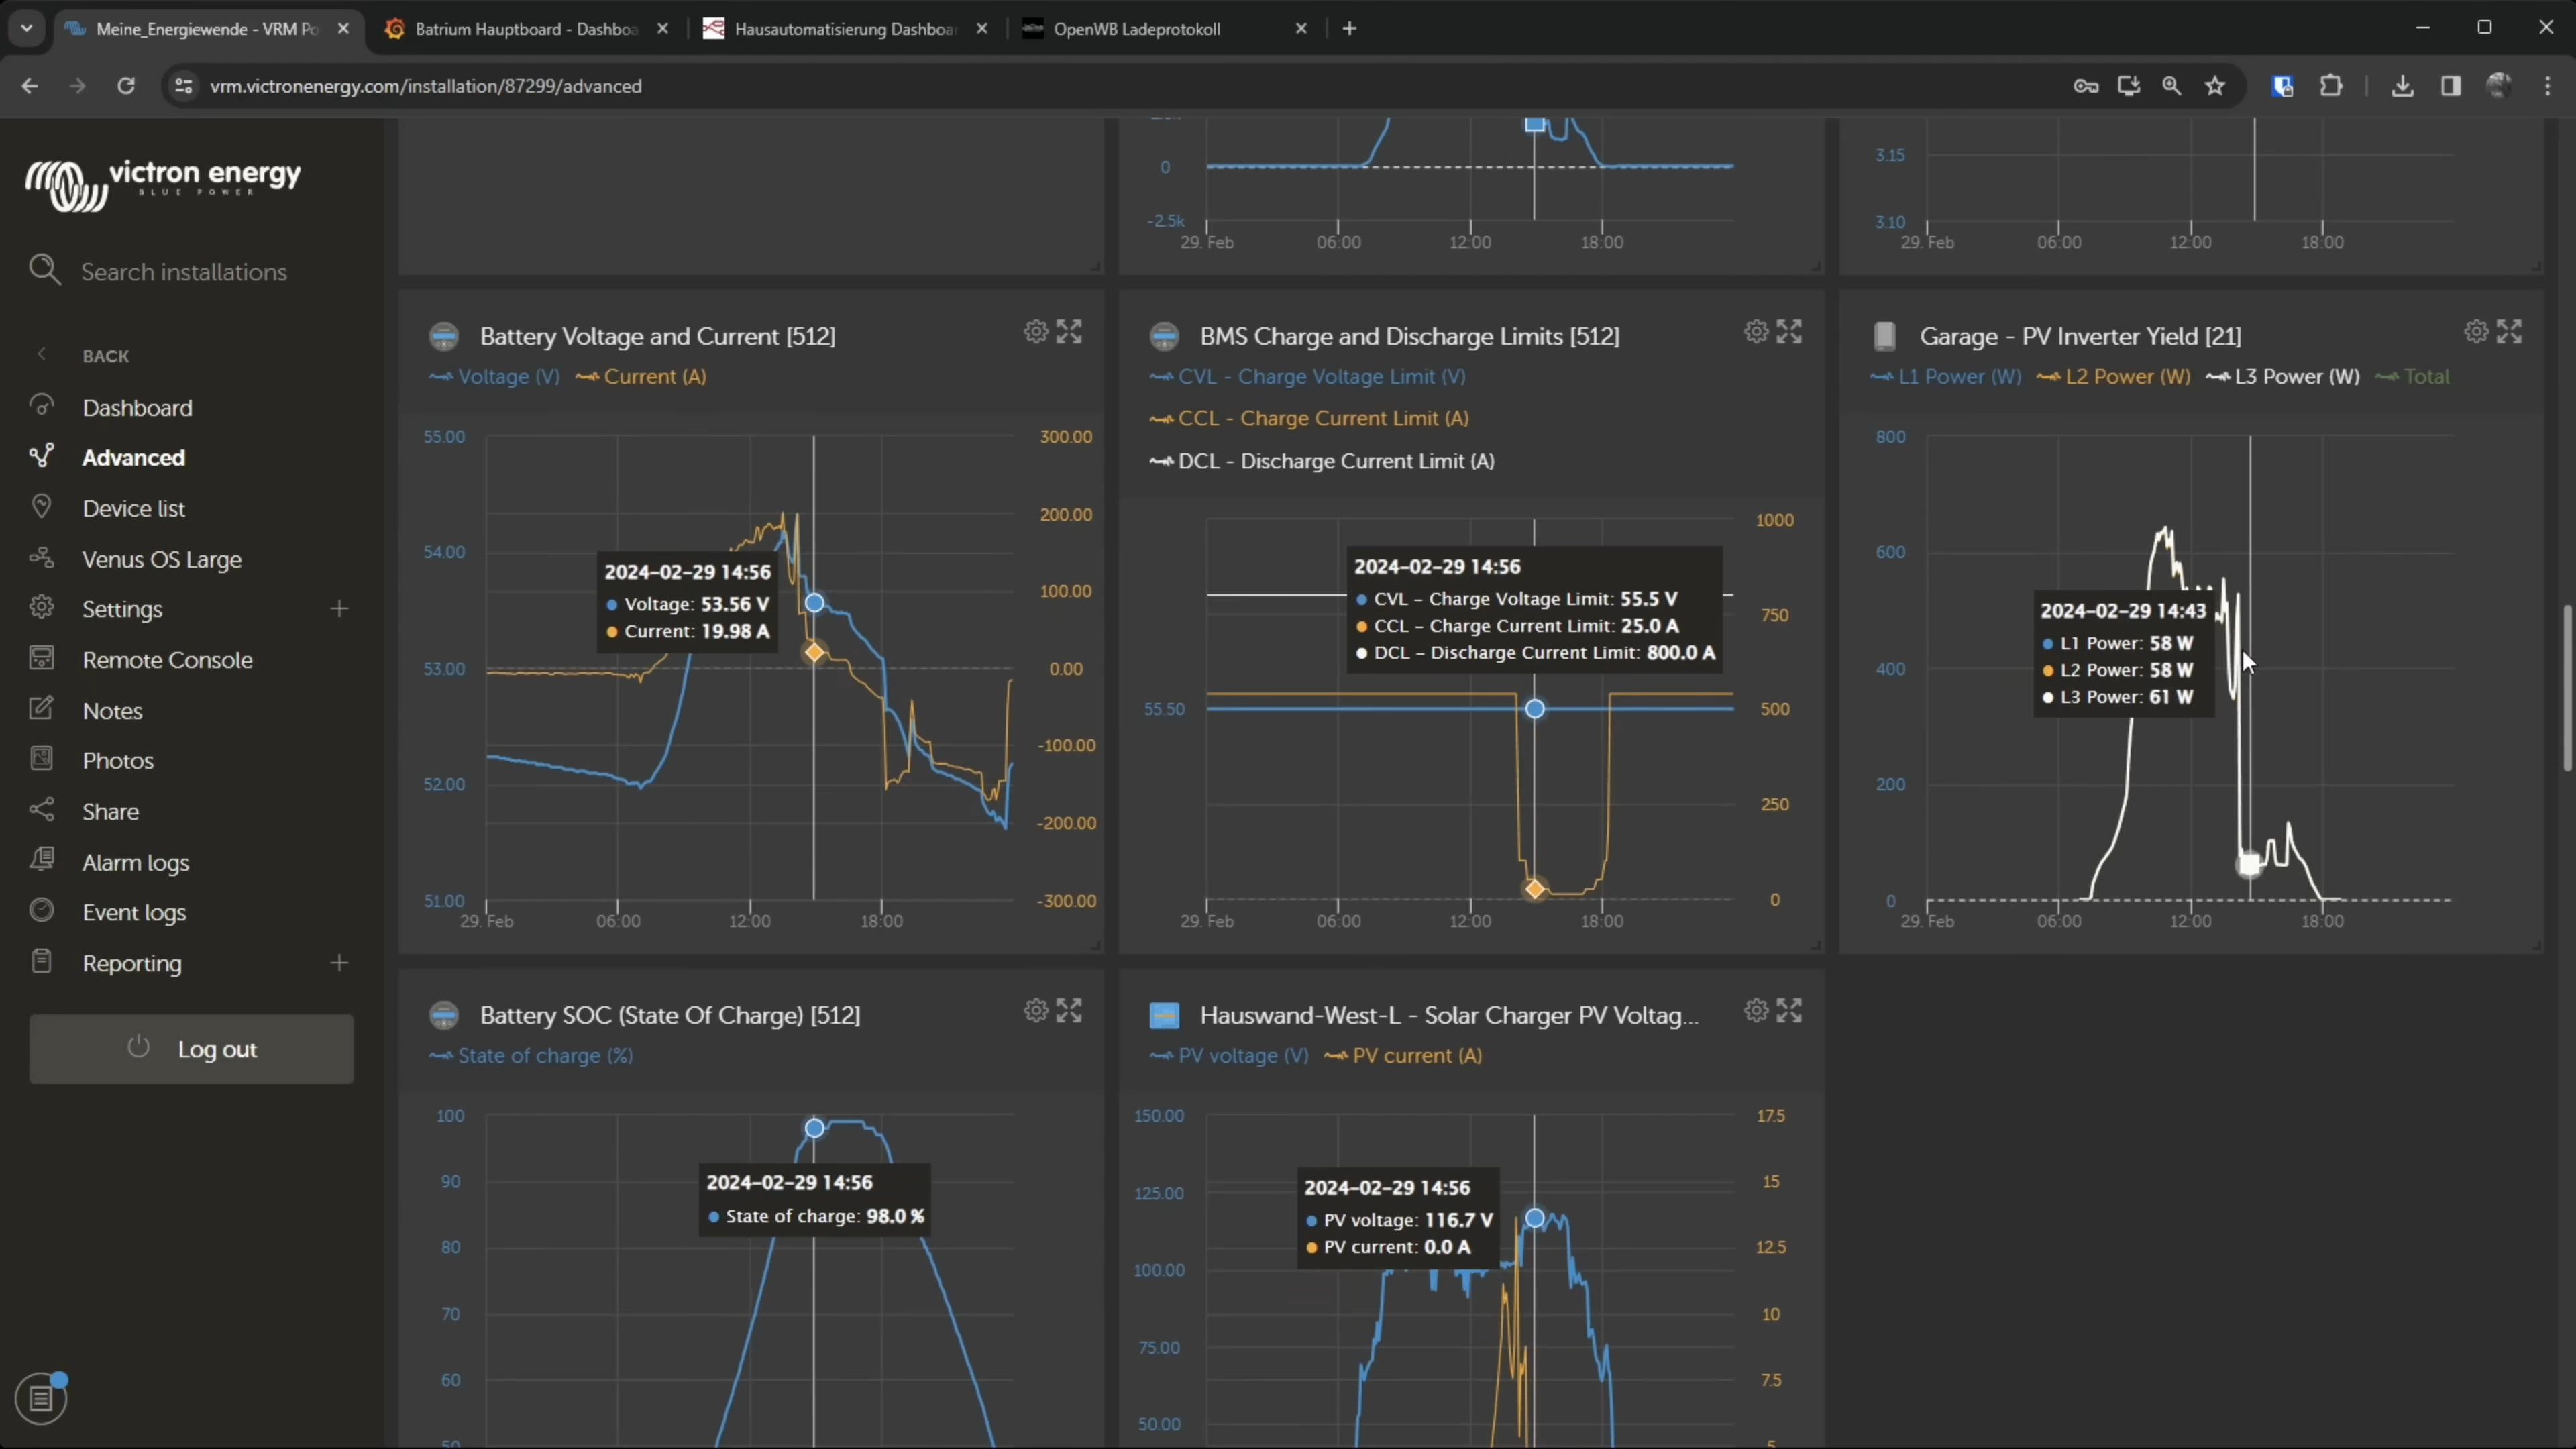 Meine_Energiewende - VRM Po
Batrium Hauptboard - Dashboa
Hausautomatisierung Dashboar
OpenWB Ladeprotokoll
vrm.victronenergy.com/installation/87299/advanced
victron energy
BLUE POWER
Search installations
BACK
Dashboard
Advanced
Device list
Venus OS Large
Settings
Remote Console
Notes
Photos
Share
Alarm logs
Event logs
Reporting
Log out
0
-2.5k
29. Feb 06:00 12:00 18:00
3.15
3.10
29. Feb 06:00 12:00 18:00
Battery Voltage and Current [512]
Voltage (V) Current (A)
55.00 300.00
200.00
54.00
100.00
53.00 0.00
-100.00
52.00
-200.00
51.00 -300.00
29. Feb 06:00 12:00 18:00
2024-02-29 14:56
Voltage: 53.56 V
Current: 19.98 A
BMS Charge and Discharge Limits [512]
CVL - Charge Voltage Limit (V)
CCL - Charge Current Limit (A)
DCL - Discharge Current Limit (A)
1000
750
55.50 500
250
0
29. Feb 06:00 12:00 18:00
2024-02-29 14:56
CVL - Charge Voltage Limit: 55.5 V
CCL - Charge Current Limit: 25.0 A
DCL - Discharge Current Limit: 800.0 A
Garage - PV Inverter Yield [21]
L1 Power (W) L2 Power (W) L3 Power (W) Total
800
600
400
200
0
29. Feb 06:00 12:00 18:00
2024-02-29 14:43
L1 Power: 58 W
L2 Power: 58 W
L3 Power: 61 W
Battery SOC (State Of Charge) [512]
State of charge (%)
100
90
80
70
60
2024-02-29 14:56
State of charge: 98.0 %
Hauswand-West-L - Solar Charger PV Voltag...
PV voltage (V) PV current (A)
150.00 17.5
15
125.00
12.5
100.00
10
75.00
7.5
50.00
2024-02-29 14:56
PV voltage: 116.7 V
PV current: 0.0 A